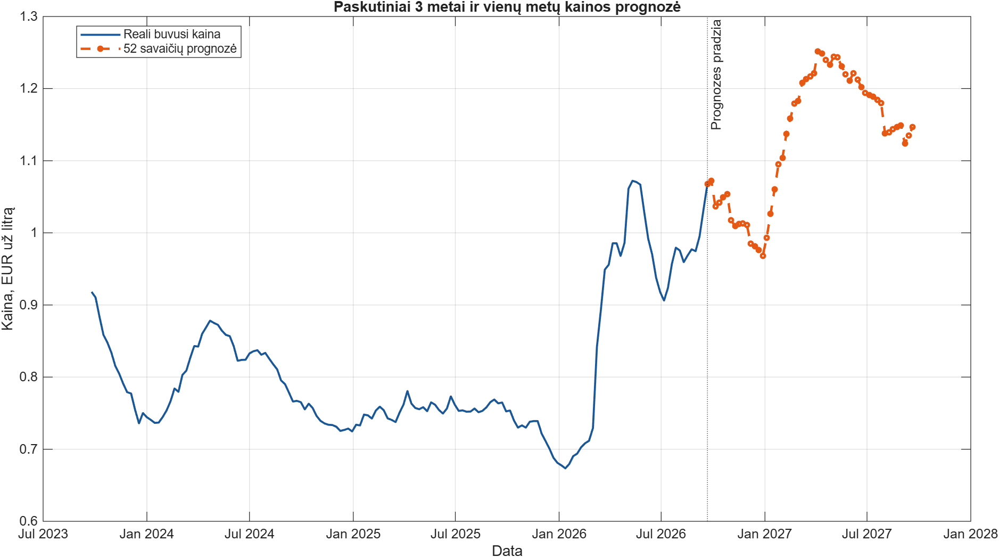 Paskutiniai 3 metai ir vienų metų kainos prognozė
Reali buvusi kaina
52 savaičių prognozė
Prognozes pradzia
Kaina, EUR už litrą
1.3
1.2
1.1
1
0.9
0.8
0.7
0.6
Jul 2023
Jan 2024
Jul 2024
Jan 2025
Jul 2025
Jan 2026
Jul 2026
Jan 2027
Jul 2027
Jan 2028
Data